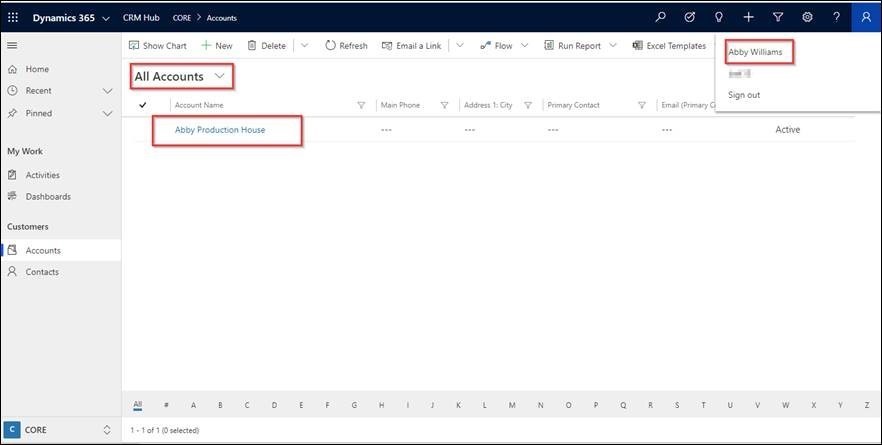 Dynamics 365 CRM Hub CORE > Accounts
Show Chart New Delete Refresh Email a Link Flow Run Report Excel Templates
Abby Williams
Sign out
Home
Recent
Pinned
My Work
Activities
Dashboards
Customers
Accounts
Contacts
All Accounts
Account Name Main Phone Address 1: City Primary Contact Email (Primary Co
Abby Production House --- --- --- --- Active
All # A B C D E F G H I J K L M N O P Q R S T U V W X Y Z
C CORE
1 - 1 of 1 (0 selected)